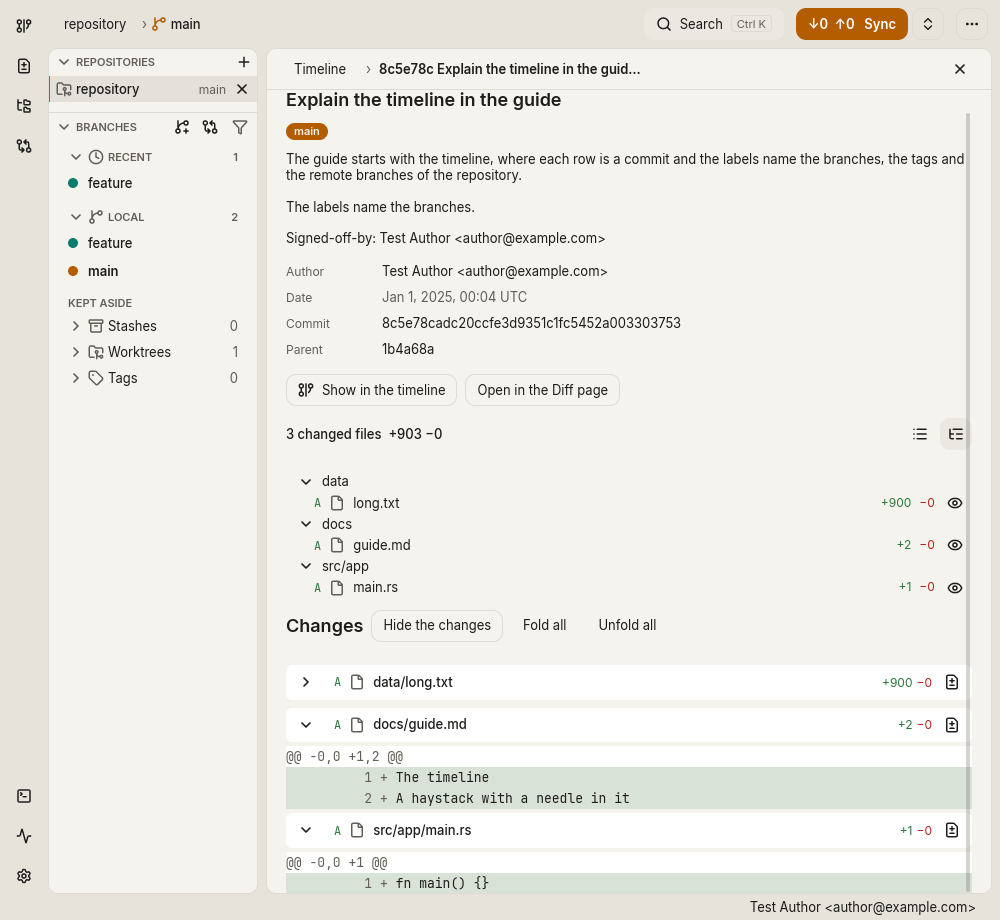 repository › main
Search Ctrl K
↓0 ↑0 Sync
REPOSITORIES
repository main
BRANCHES
RECENT 1
feature
LOCAL 2
feature
main
KEPT ASIDE
Stashes 0
Worktrees 1
Tags 0
Timeline › 8c5e78c Explain the timeline in the guid...
Explain the timeline in the guide
main
The guide starts with the timeline, where each row is a commit and the labels name the branches, the tags and
the remote branches of the repository.
The labels name the branches.
Signed-off-by: Test Author <author@example.com>
Author Test Author <author@example.com>
Date Jan 1, 2025, 00:04 UTC
Commit 8c5e78cadc20ccfe3d9351c1fc5452a003303753
Parent 1b4a68a
Show in the timeline Open in the Diff page
3 changed files +903 −0
data
A long.txt +900 −0
docs
A guide.md +2 −0
src/app
A main.rs +1 −0
Changes Hide the changes Fold all Unfold all
A data/long.txt +900 −0
A docs/guide.md +2 −0
@@ -0,0 +1,2 @@
1 + The timeline
2 + A haystack with a needle in it
A src/app/main.rs +1 −0
@@ -0,0 +1 @@
1 + fn main() {}
Test Author <author@example.com>